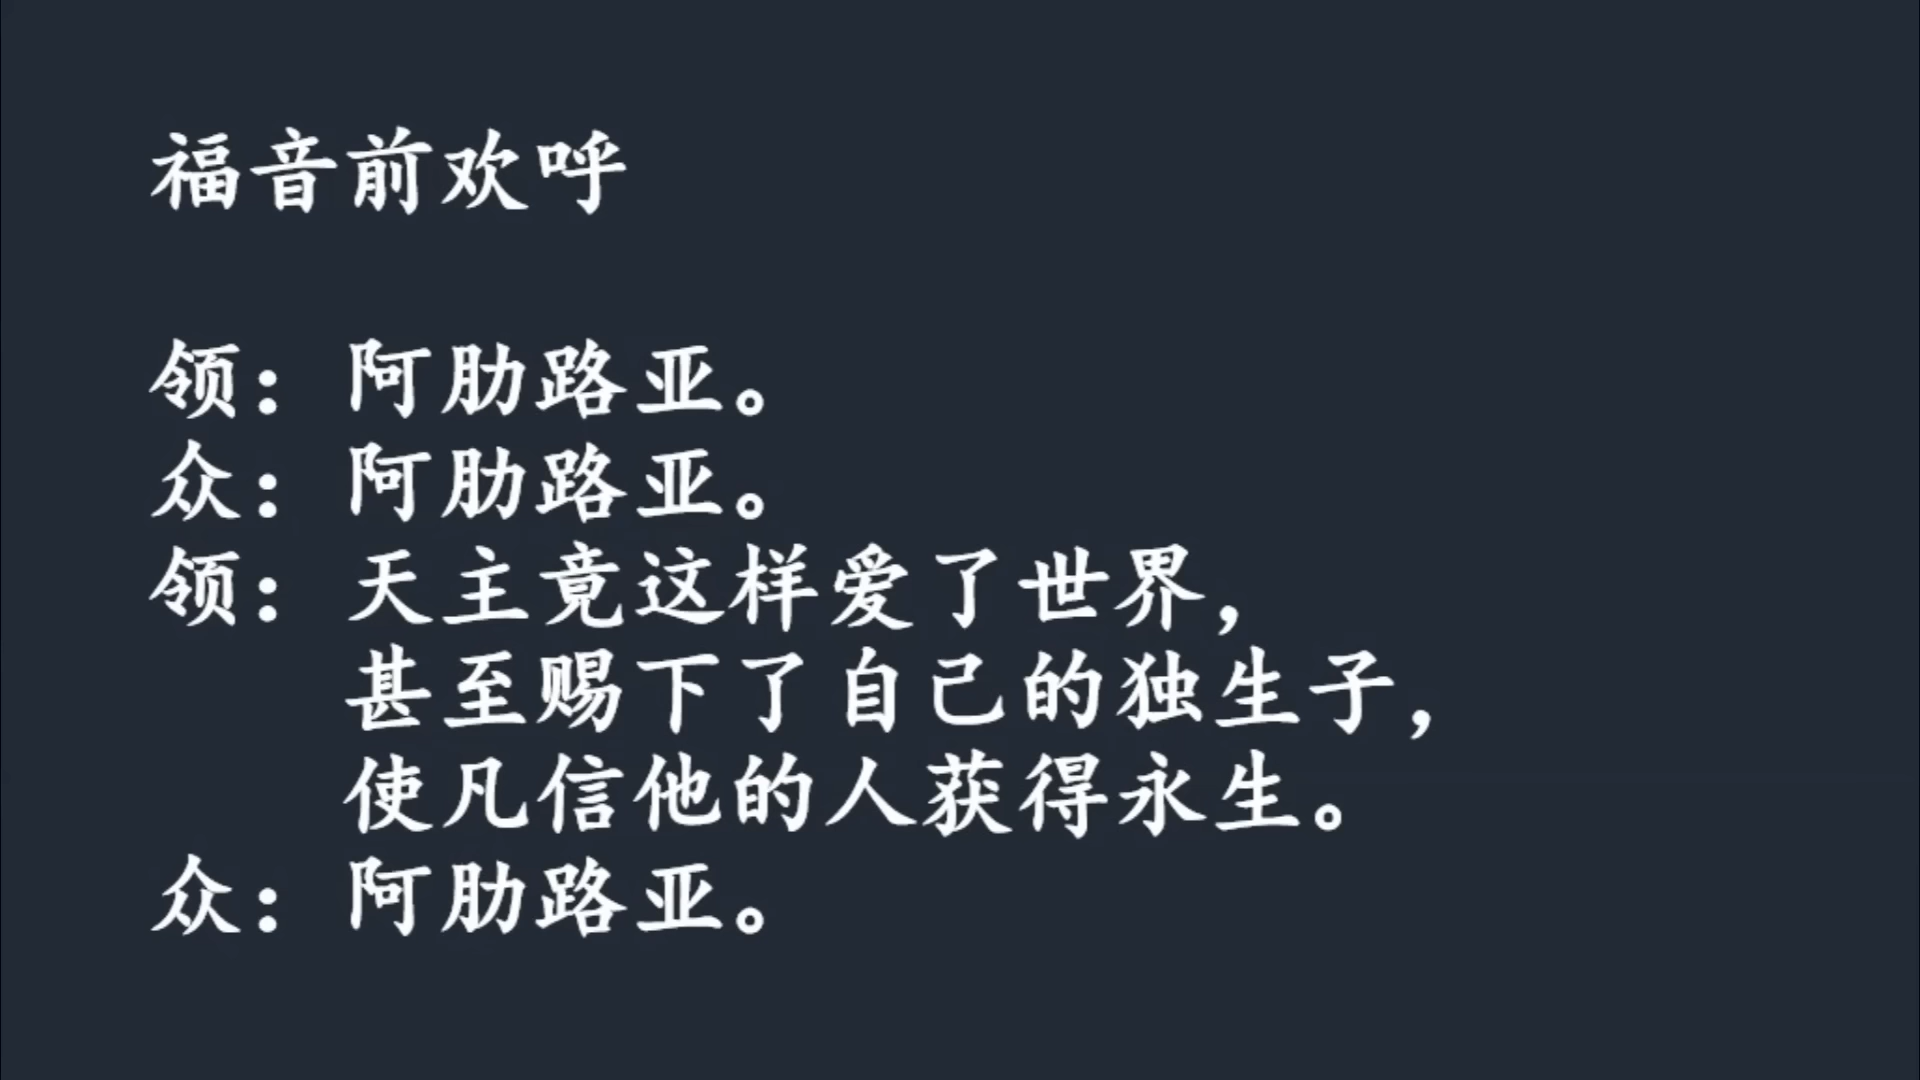 福音前欢呼
领：阿肋路亚。
众：阿肋路亚。
领：天主竟这样爱了世界，
甚至赐下了自己的独生子，
使凡信他的人获得永生。
众：阿肋路亚。